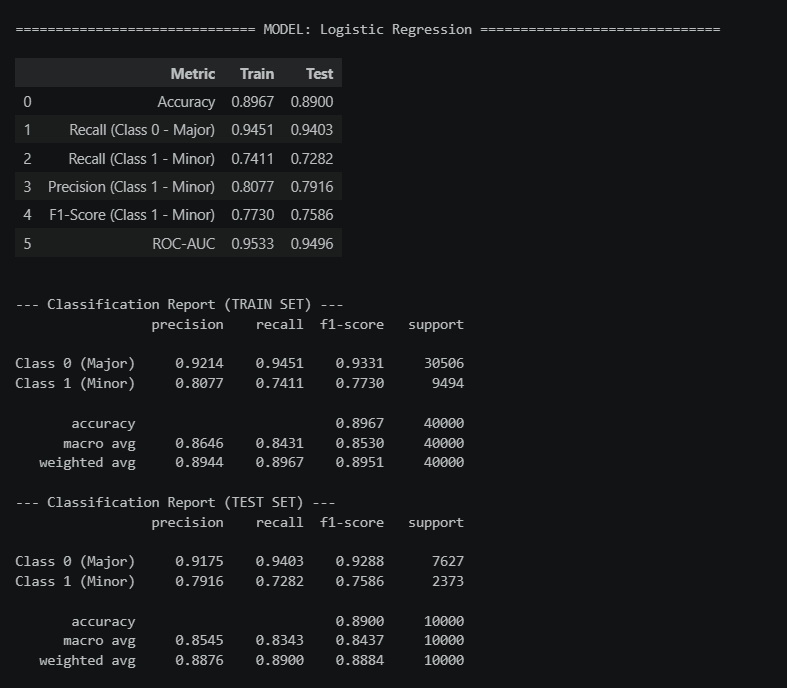 ============================== MODEL: Logistic Regression ==============================
Metric Train Test
0 Accuracy 0.8967 0.8900
1 Recall (Class 0 - Major) 0.9451 0.9403
2 Recall (Class 1 - Minor) 0.7411 0.7282
3 Precision (Class 1 - Minor) 0.8077 0.7916
4 F1-Score (Class 1 - Minor) 0.7730 0.7586
5 ROC-AUC 0.9533 0.9496
--- Classification Report (TRAIN SET) ---
precision recall f1-score support
Class 0 (Major) 0.9214 0.9451 0.9331 30506
Class 1 (Minor) 0.8077 0.7411 0.7730 9494
accuracy 0.8967 40000
macro avg 0.8646 0.8431 0.8530 40000
weighted avg 0.8944 0.8967 0.8951 40000
--- Classification Report (TEST SET) ---
precision recall f1-score support
Class 0 (Major) 0.9175 0.9403 0.9288 7627
Class 1 (Minor) 0.7916 0.7282 0.7586 2373
accuracy 0.8900 10000
macro avg 0.8545 0.8343 0.8437 10000
weighted avg 0.8876 0.8900 0.8884 10000